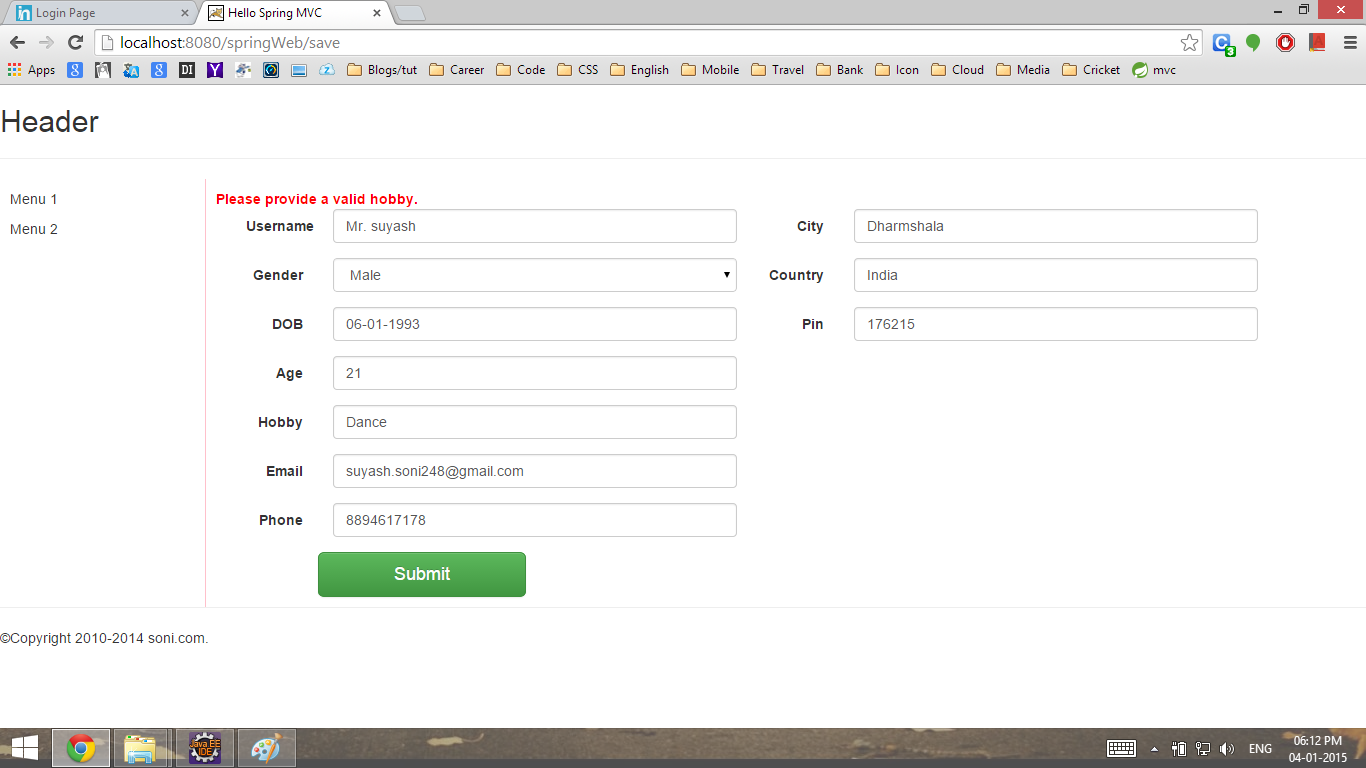 Login Page
Hello Spring MVC
localhost:8080/springWeb/save
Apps Blogs/tut Career Code CSS English Mobile Travel Bank Icon Cloud Media Cricket mvc
Header
Menu 1
Menu 2
Please provide a valid hobby.
Username Mr. suyash City Dharmshala
Gender Male Country India
DOB 06-01-1993 Pin 176215
Age 21
Hobby Dance
Email suyash.soni248@gmail.com
Phone 8894617178
Submit
©Copyright 2010-2014 soni.com.
Java EE
IDE
ENG
06:12 PM
04-01-2015